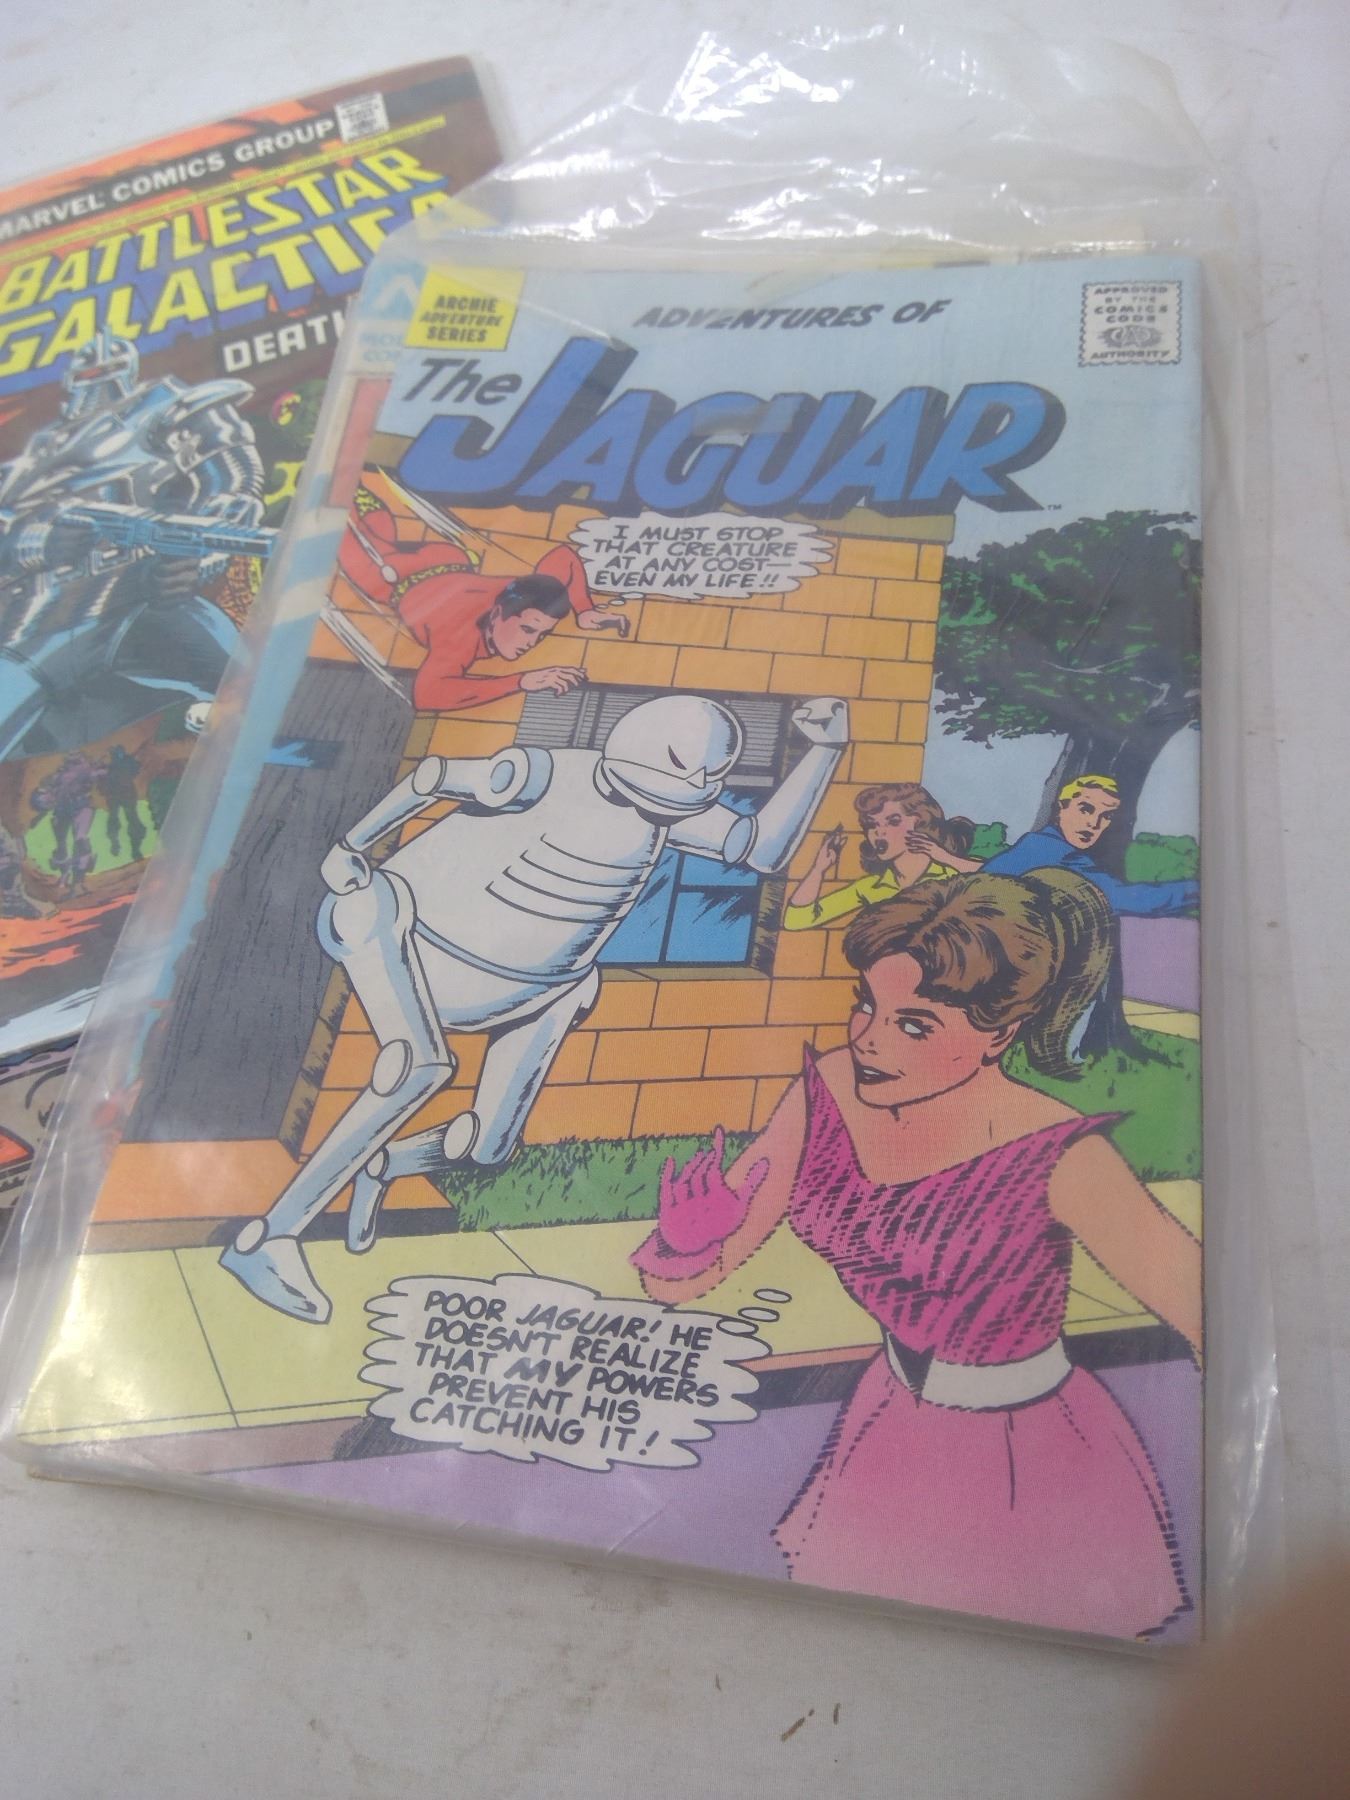 MARVEL COMICS GROUP
BATTLESTAR
DEATH
ARCHIE
ADVENTURE
SERIES
ADVENTURES OF
The JAGUAR
TM
APPROVED
BY THE
COMICS
CODE
AUTHORITY
I MUST STOP
THAT CREATURE
AT ANY COST—
EVEN MY LIFE!!
POOR JAGUAR! HE
DOESN'T REALIZE
THAT MY POWERS
PREVENT HIS
CATCHING IT!